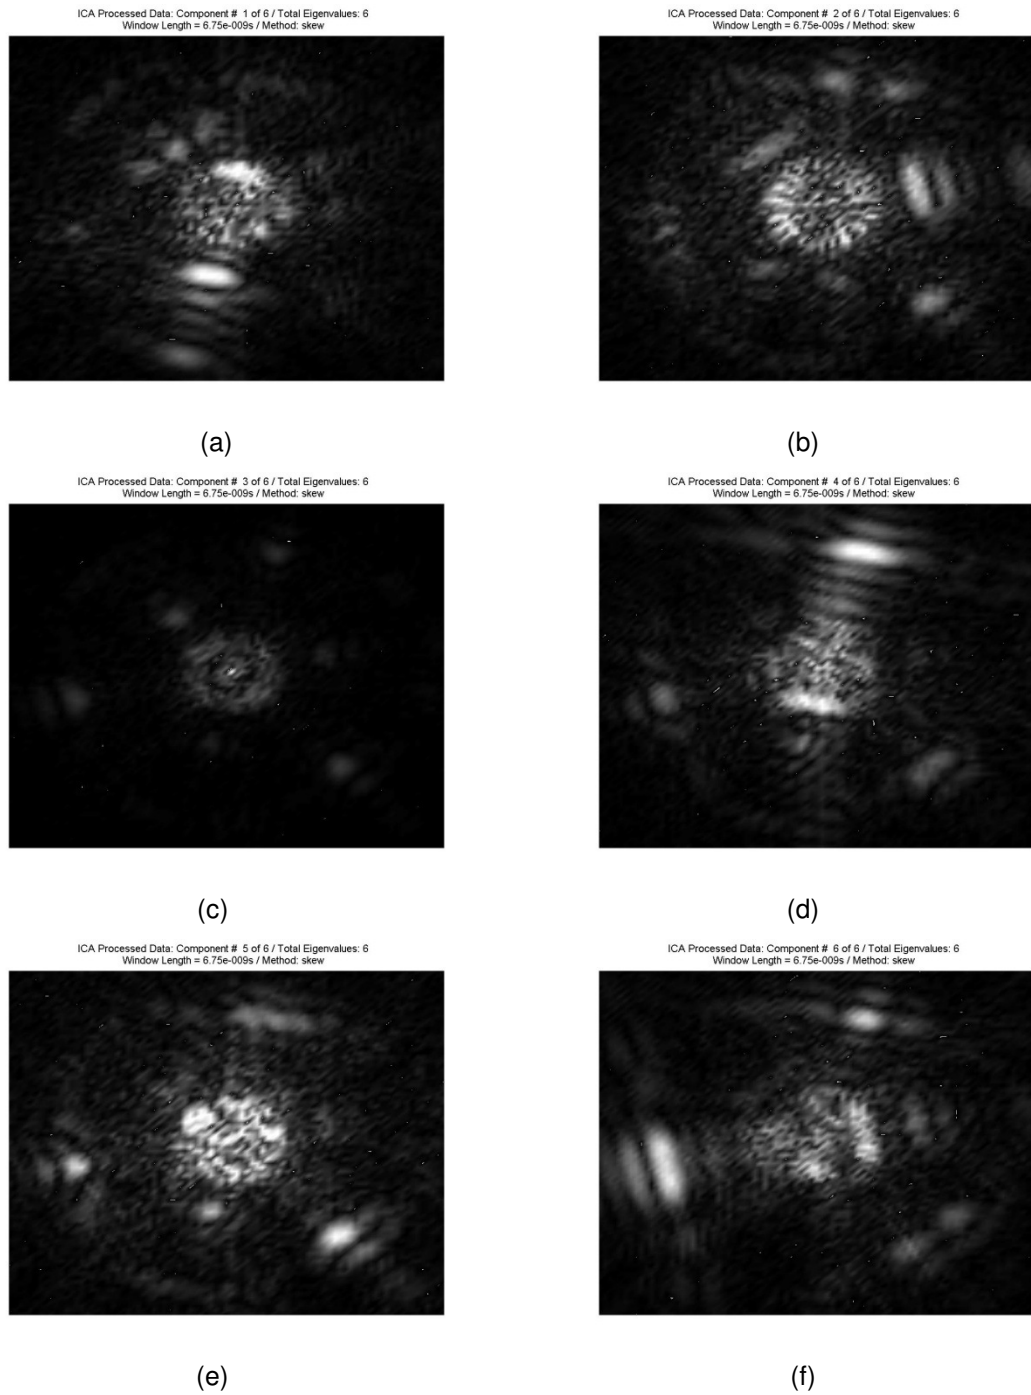 ICA Processed Data: Component # 1 of 6 / Total Eigenvalues: 6
Window Length = 6.75e-009s / Method: skew
ICA Processed Data: Component # 2 of 6 / Total Eigenvalues: 6
Window Length = 6.75e-009s / Method: skew
(a)
(b)
ICA Processed Data: Component # 3 of 6 / Total Eigenvalues: 6
Window Length = 6.75e-009s / Method: skew
ICA Processed Data: Component # 4 of 6 / Total Eigenvalues: 6
Window Length = 6.75e-009s / Method: skew
(c)
(d)
ICA Processed Data: Component # 5 of 6 / Total Eigenvalues: 6
Window Length = 6.75e-009s / Method: skew
ICA Processed Data: Component # 6 of 6 / Total Eigenvalues: 6
Window Length = 6.75e-009s / Method: skew
(e)
(f)